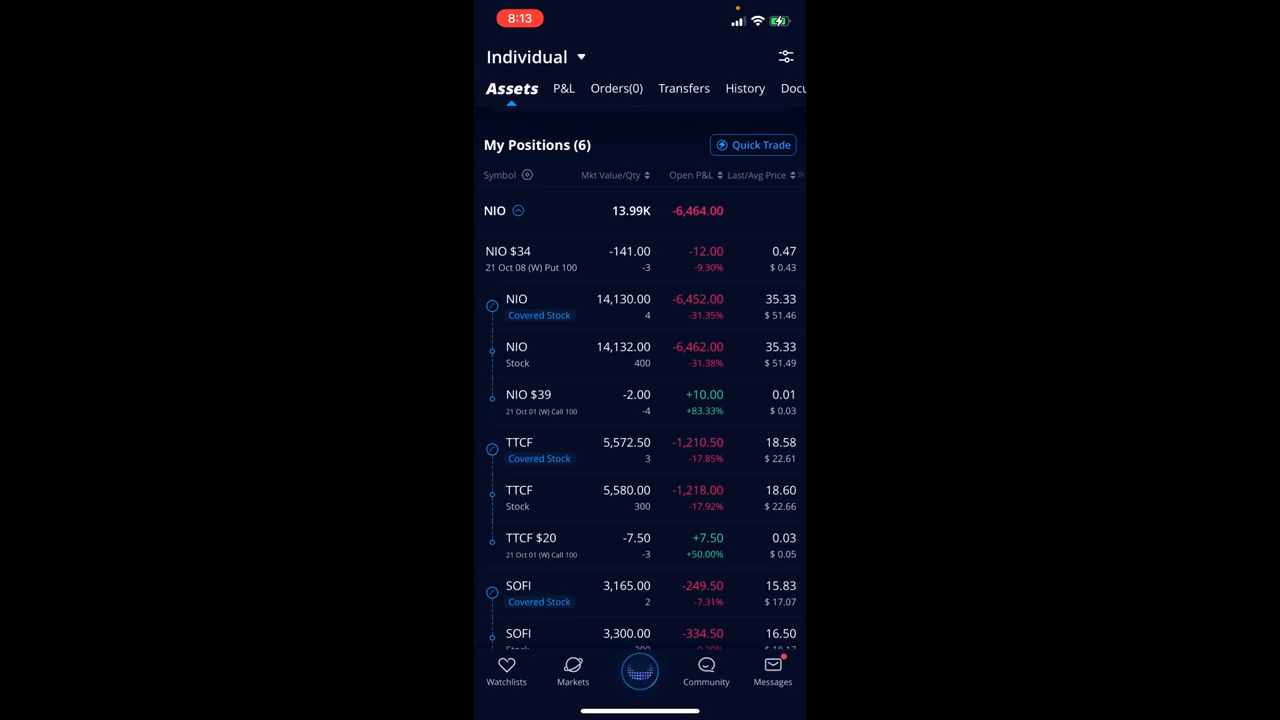 8:13
Individual
Assets P&L Orders(0) Transfers History Docu
My Positions (6) Quick Trade
Symbol Mkt Value/Qty Open P&L Last/Avg Price
NIO 13.99K -6,464.00
NIO $34 -141.00 -12.00 0.47
21 Oct 08 (W) Put 100 -3 -9.30% $ 0.43
NIO 14,130.00 -6,452.00 35.33
Covered Stock 4 -31.35% $ 51.46
NIO 14,132.00 -6,462.00 35.33
Stock 400 -31.38% $ 51.49
NIO $39 -2.00 +10.00 0.01
21 Oct 01 (W) Call 100 -4 +83.33% $ 0.03
TTCF 5,572.50 -1,210.50 18.58
Covered Stock 3 -17.85% $ 22.61
TTCF 5,580.00 -1,218.00 18.60
Stock 300 -17.92% $ 22.66
TTCF $20 -7.50 +7.50 0.03
21 Oct 01 (W) Call 100 -3 +50.00% $ 0.05
SOFI 3,165.00 -249.50 15.83
Covered Stock 2 -7.31% $ 17.07
SOFI 3,300.00 -334.50 16.50
Watchlists Markets Community Messages